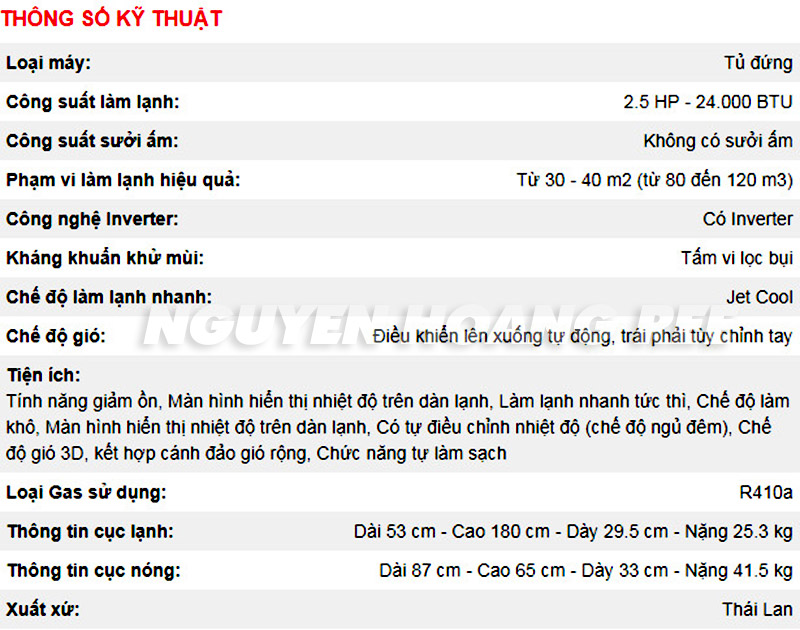 THÔNG SỐ KỸ THUẬT
Loại máy: Tủ đứng
Công suất làm lạnh: 2.5 HP - 24.000 BTU
Công suất sưởi ấm: Không có sưởi ấm
Phạm vi làm lạnh hiệu quả: Từ 30 - 40 m2 (từ 80 đến 120 m3)
Công nghệ Inverter: Có Inverter
Kháng khuẩn khử mùi: Tấm vi lọc bụi
Chế độ làm lạnh nhanh: Jet Cool
NGUYEN HOANG REE
Chế độ gió: Điều khiển lên xuống tự động, trái phải tùy chỉnh tay
Tiện ích:
Tính năng giảm ồn, Màn hình hiển thị nhiệt độ trên dàn lạnh, Làm lạnh nhanh tức thì, Chế độ làm
khô, Màn hình hiển thị nhiệt độ trên dàn lạnh, Có tự điều chỉnh nhiệt độ (chế độ ngủ đêm), Chế
độ gió 3D, kết hợp cánh đảo gió rộng, Chức năng tự làm sạch
Loại Gas sử dụng: R410a
Thông tin cục lạnh: Dài 53 cm - Cao 180 cm - Dày 29.5 cm - Nặng 25.3 kg
Thông tin cục nóng: Dài 87 cm - Cao 65 cm - Dày 33 cm - Nặng 41.5 kg
Xuất xứ: Thái Lan